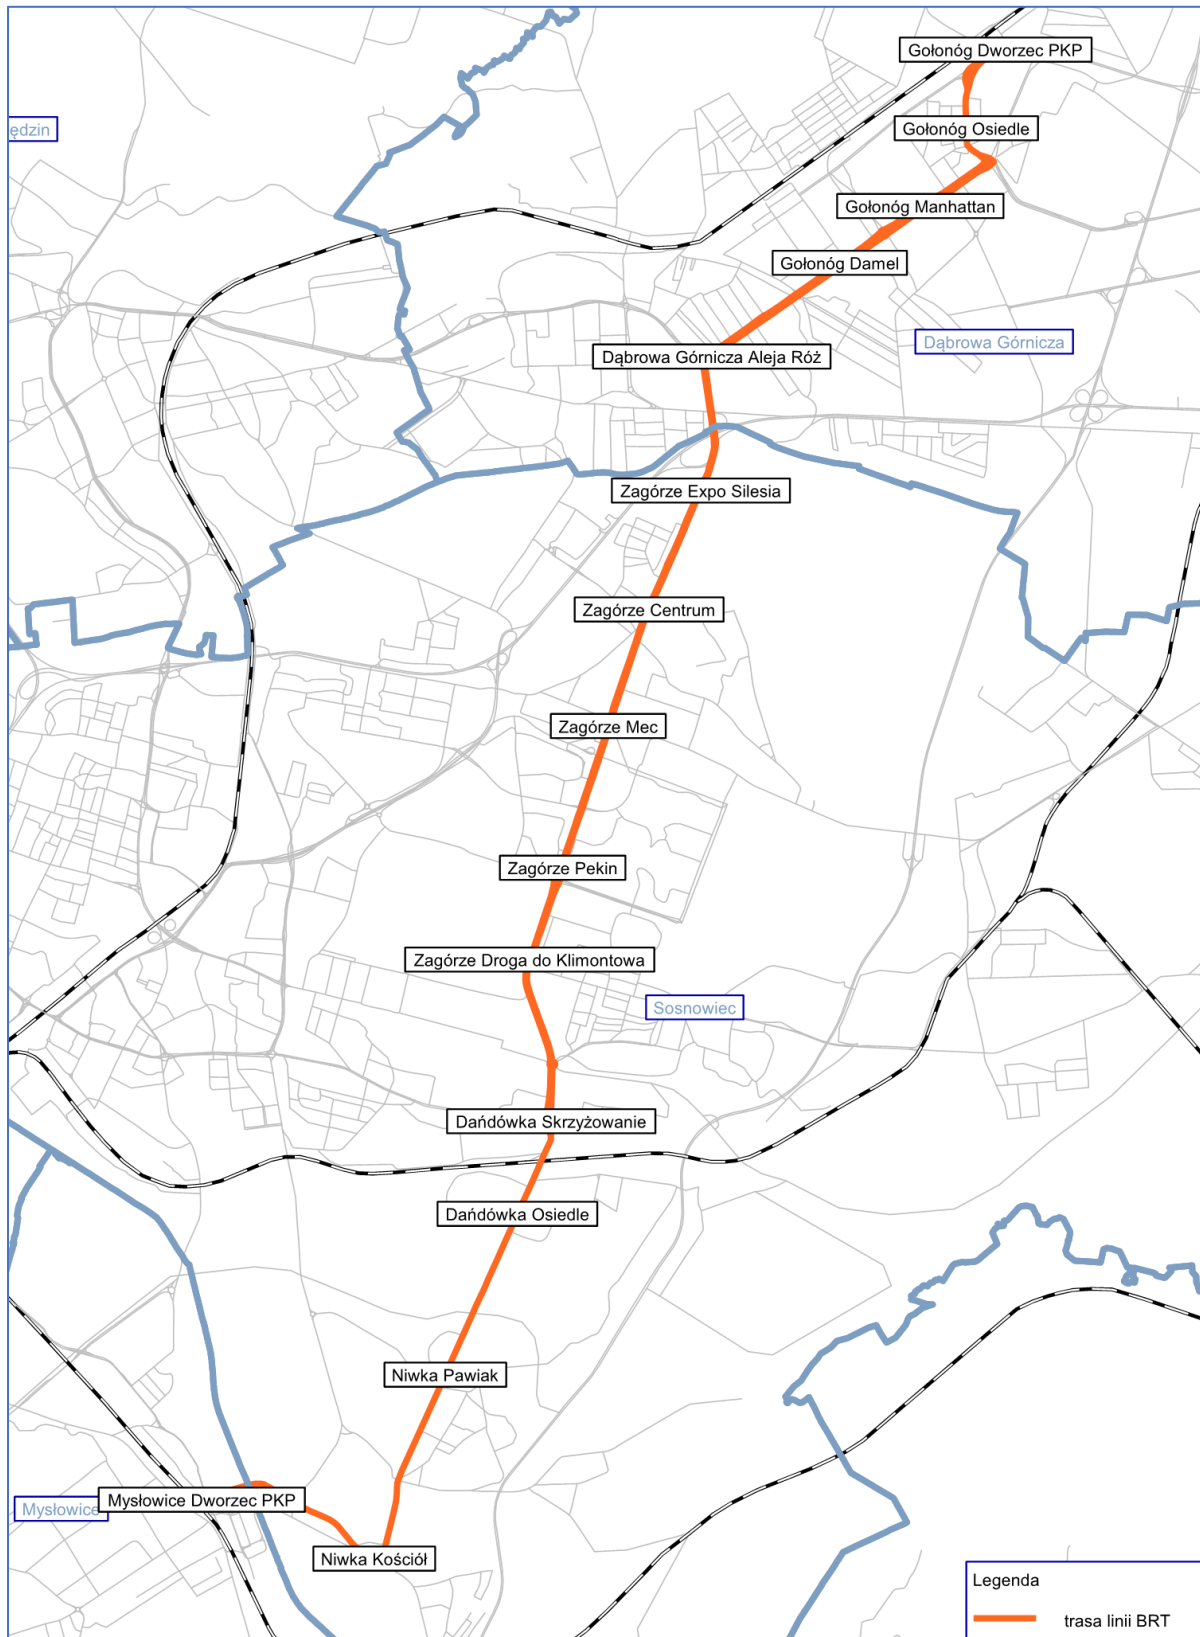 Gołonóg Dworzec PKP
ędzin
Gołonóg Osiedle
Gołonóg Manhattan
Gołonóg Damel
Dąbrowa Górnicza
Dąbrowa Górnicza Aleja Róż
Zagórze Expo Silesia
Zagórze Centrum
Zagórze Mec
Zagórze Pekin
Zagórze Droga do Klimontowa
Sosnowiec
Dańdówka Skrzyżowanie
Dańdówka Osiedle
Niwka Pawiak
Mysłowice Dworzec PKP
Mysłowice
Niwka Kościół
Legenda
trasa linii BRT